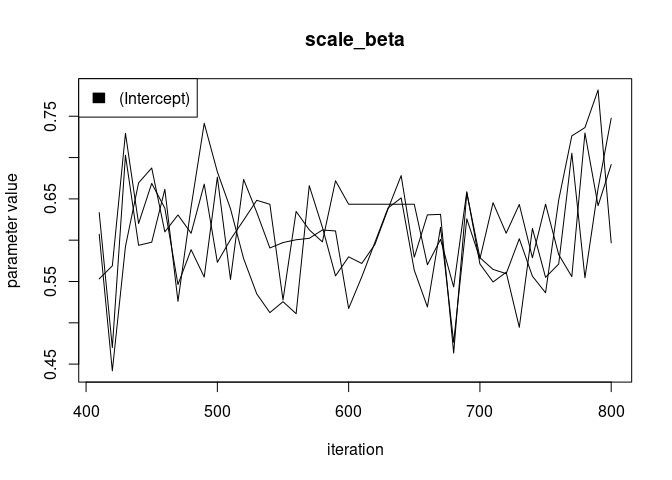 scale_beta
(Intercept)
0.75
0.65
0.55
0.45
parameter value
400 500 600 700 800
iteration